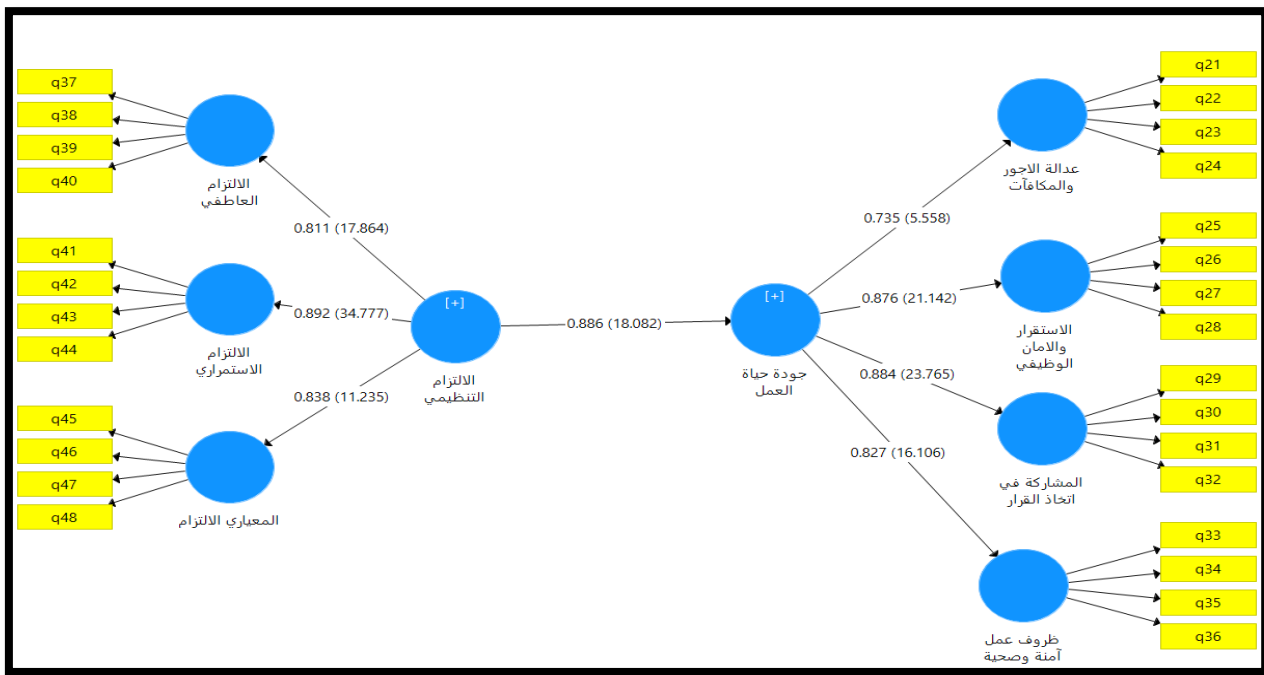 q37
q38
q39
q40
الالتزام
العاطفي
q41
q42
q43
q44
الالتزام
الاستمراري
q45
q46
q47
q48
المعياري الالتزام
0.811 (17.864)
0.892 (34.777)
0.838 (11.235)
[+]
الالتزام
التنظيمي
0.886 (18.082)
[+]
جودة حياة
العمل
0.735 (5.558)
0.876 (21.142)
0.884 (23.765)
0.827 (16.106)
عدالة الاجور
والمكافآت
q21
q22
q23
q24
الاستقرار
والامان
الوظيفي
q25
q26
q27
q28
المشاركة في
اتخاذ القرار
q29
q30
q31
q32
ظروف عمل
آمنة وصحية
q33
q34
q35
q36